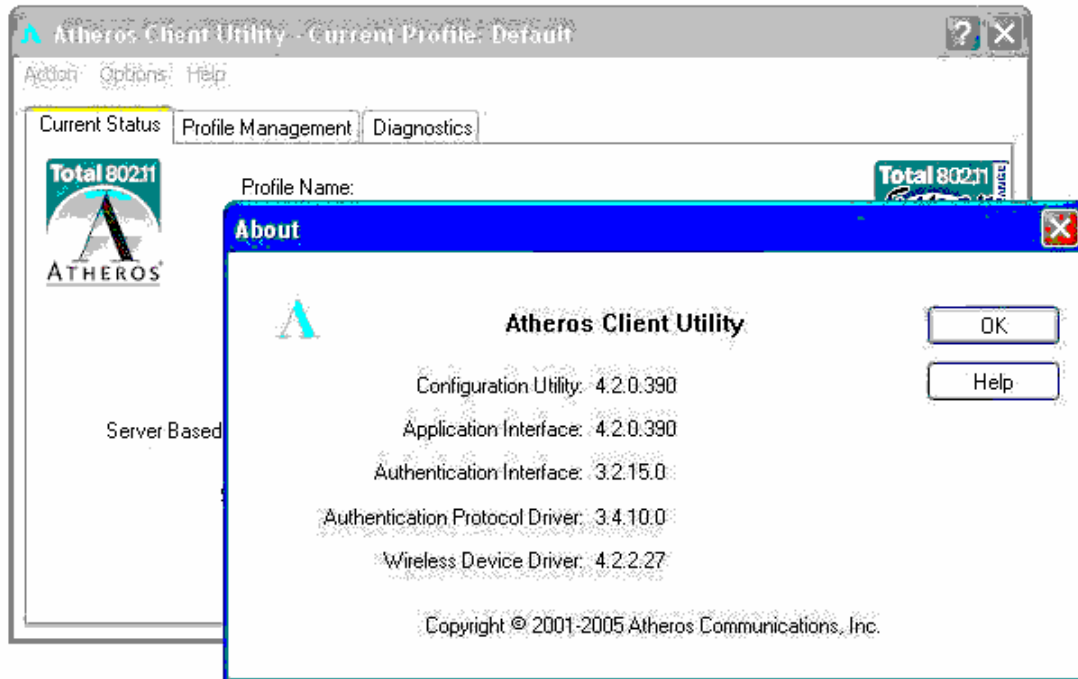 Atheros Client Utility - Current Profile: Default
Action Options Help
Current Status Profile Management Diagnostics
Total 802.11
ATHEROS®
Profile Name:
Total 802.11
Server Based
About
Atheros Client Utility
OK
Help
Configuration Utility: 4.2.0.390
Application Interface: 4.2.0.390
Authentication Interface: 3.2.15.0
Authentication Protocol Driver: 3.4.10.0
Wireless Device Driver: 4.2.2.27
Copyright © 2001-2005 Atheros Communications, Inc.